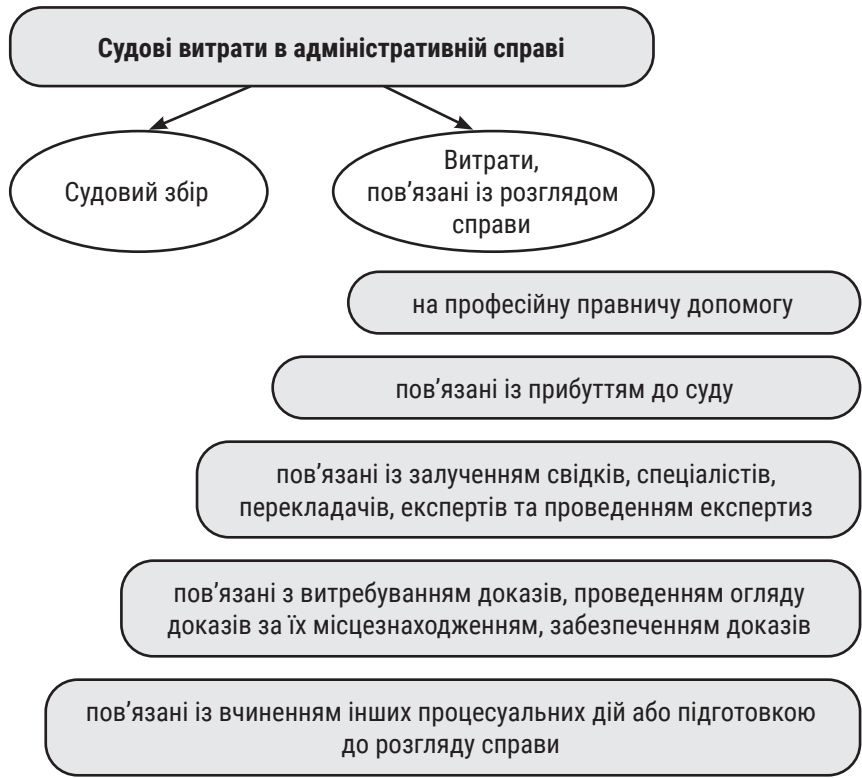 Судові витрати в адміністративній справі
Судовий збір
Витрати,
пов’язані із розглядом
справи
на професійну правничу допомогу
пов’язані із прибуттям до суду
пов’язані із залученням свідків, спеціалістів,
перекладачів, експертів та проведенням експертиз
пов’язані з витребуванням доказів, проведенням огляду
доказів за їх місцезнаходженням, забезпеченням доказів
пов’язані із вчиненням інших процесуальних дій або підготовкою
до розгляду справи